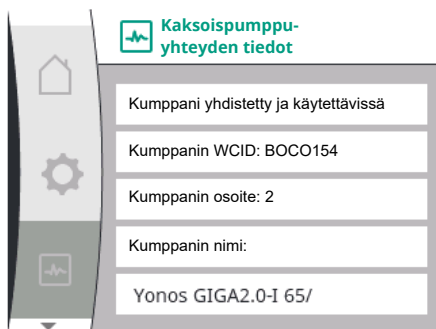 Kaksoispumppu-
yhteyden tiedot
Kumppani yhdistetty ja käytettävissä
Kumppanin WCID: BOCO154
Kumppanin osoite: 2
Kumppanin nimi:
Yonos GIGA2.0-I 65/